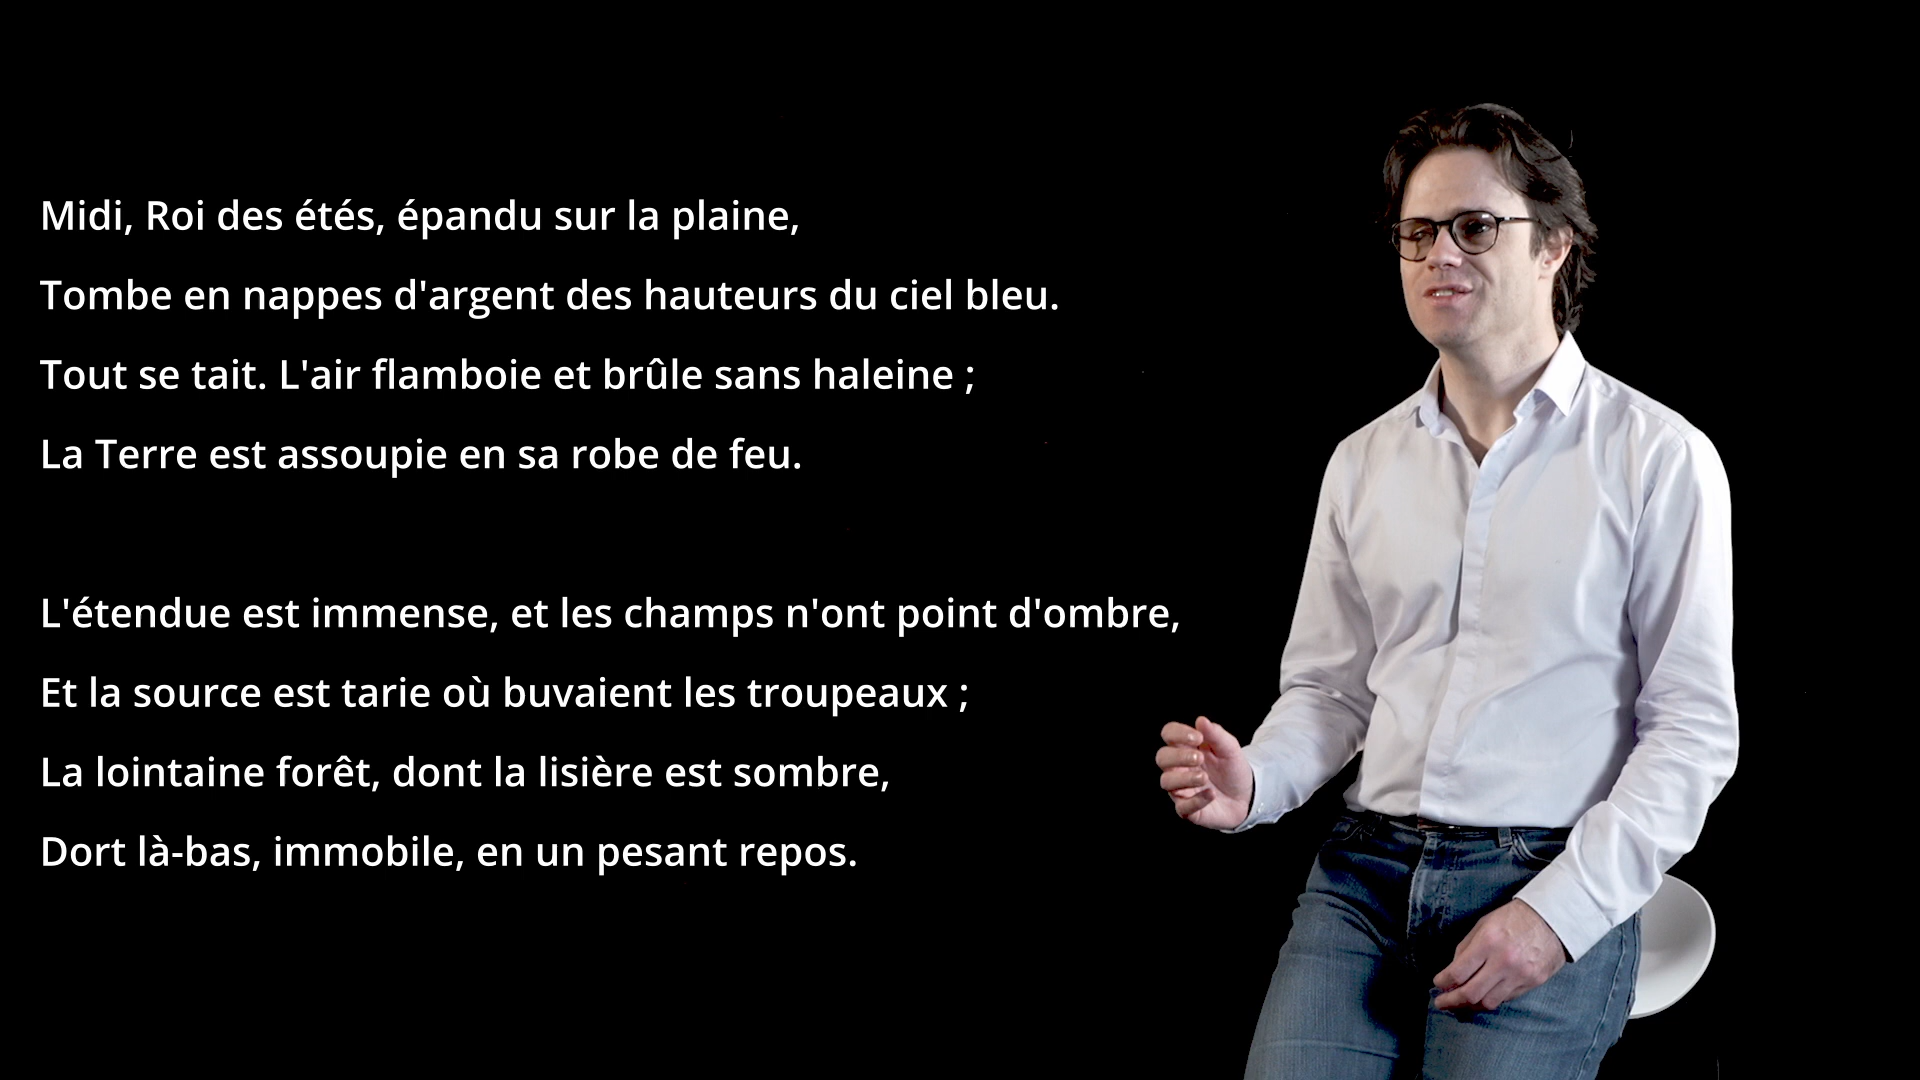 Midi, Roi des étés, épandu sur la plaine,
Tombe en nappes d'argent des hauteurs du ciel bleu.
Tout se tait. L'air flamboie et brûle sans haleine ;
La Terre est assoupie en sa robe de feu.
L'étendue est immense, et les champs n'ont point d'ombre,
Et la source est tarie où buvaient les troupeaux ;
La lointaine forêt, dont la lisière est sombre,
Dort là-bas, immobile, en un pesant repos.